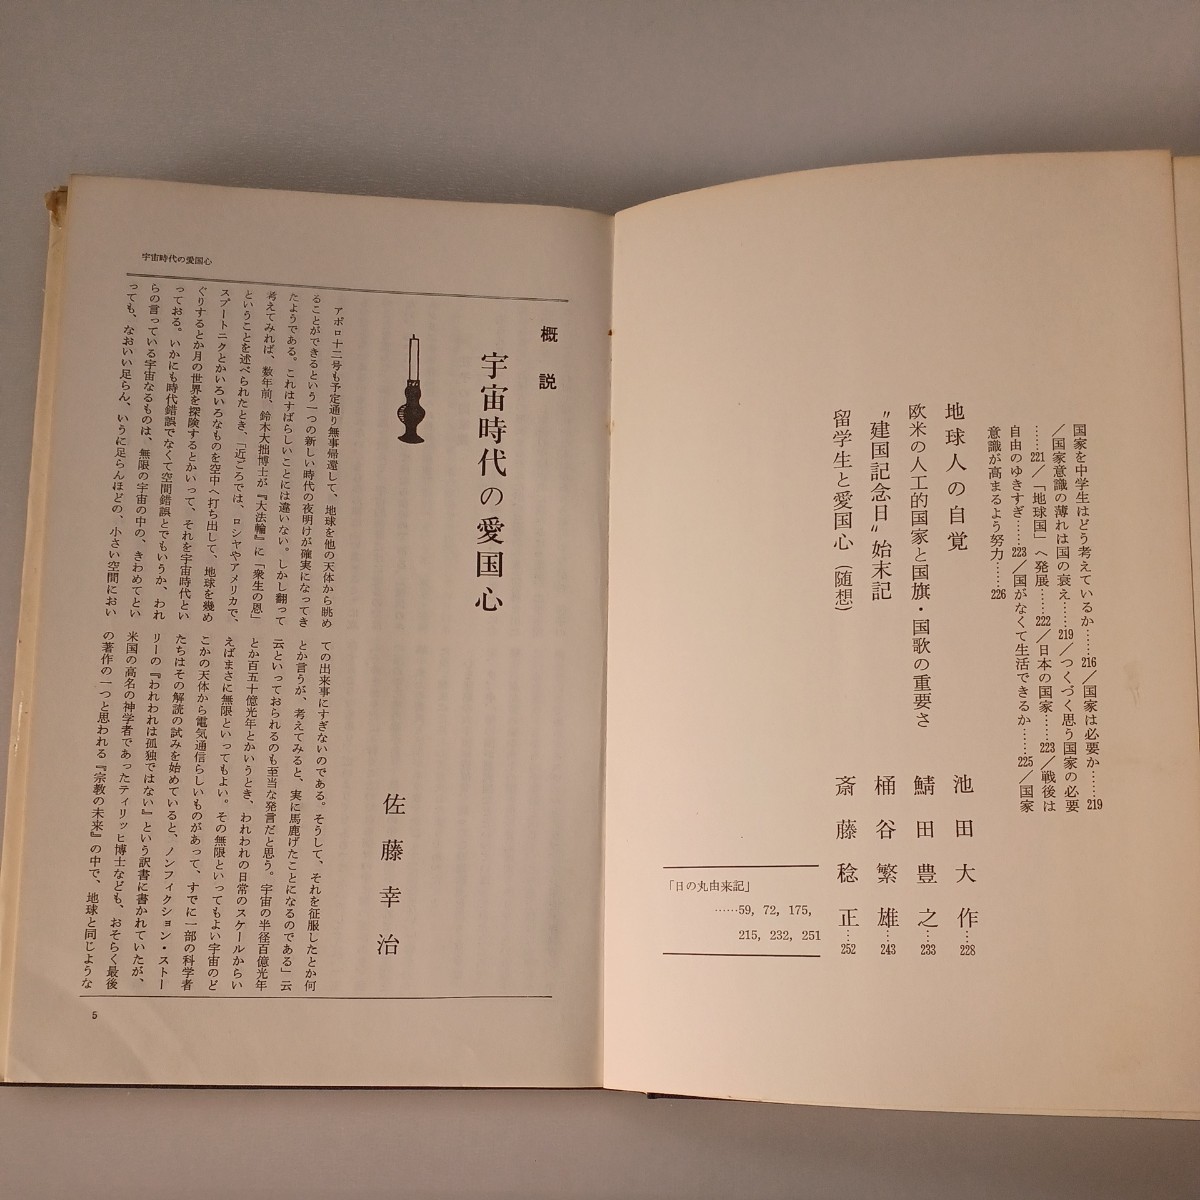 国家を中学生はどう考えているか……216／国家は必要か……219
／国家意識の薄れは国の衰え……219／つくづく思う国家の必要
……221／「地球国」へ発展……222／日本の国家……223／戦後は
自由のゆきすぎ……223／国がなくて生活できるか……225／国家
意識が高まるよう努力……226
地球人の自覚　池田大作…228
欧米の人工的国家と国旗・国歌の重要さ　鯖田豊之…233
〝建国記念日〟始末記　桶谷繁雄…243
留学生と愛国心（随想）　斎藤稔正…252
「日の丸由来記」
……59, 72, 175,
215, 232, 251
宇宙時代の愛国心
概説
宇宙時代の愛国心
佐藤幸治
アポロ十二号も予定通り無事帰還して、地球を他の天体から眺め
ることができるという一つの新しい時代の夜明けが確実になってき
たようである。これはすばらしいことには違いない。しかし翻って
考えてみれば、数年前、鈴木大拙博士が『大法輪』に「衆生の恩」
ということを述べられたとき、「近ごろでは、ロシヤやアメリカで、
スプートニクとかいろいろなものを空中へ打ち出して、地球を幾め
ぐりするとか月の世界を探険するとかいって、それを宇宙時代とい
っておる。いかにも時代錯誤でなくて空間錯誤とでもいうか、われ
らの言っている宇宙なるものは、無限の宇宙の中の、きわめてとい
っても、なおいい足らん、いうに足らんほどの、小さい空間におい
ての出来事にすぎないのである。そうして、それを征服したとか何
とか言うが、考えてみると、実に馬鹿げたことになるのである」云
云といっておられるのも至当な発言だと思う。宇宙の半径百億光年
とか百五十億光年とかいうとき、われわれの日常のスケールからい
えばまさに無限といってもよい。その無限といってもよい宇宙のど
こかの天体から電気通信らしいものがあって、すでに一部の科学者
たちはその解読の試みを始めていると、ノンフィクション・ストー
リーの『われわれは孤独ではない』という訳書に書かれていたが、
米国の高名の神学者であったティリッヒ博士なども、おそらく最後
の著作の一つと思われる『宗教の未来』の中で、地球と同じような
5